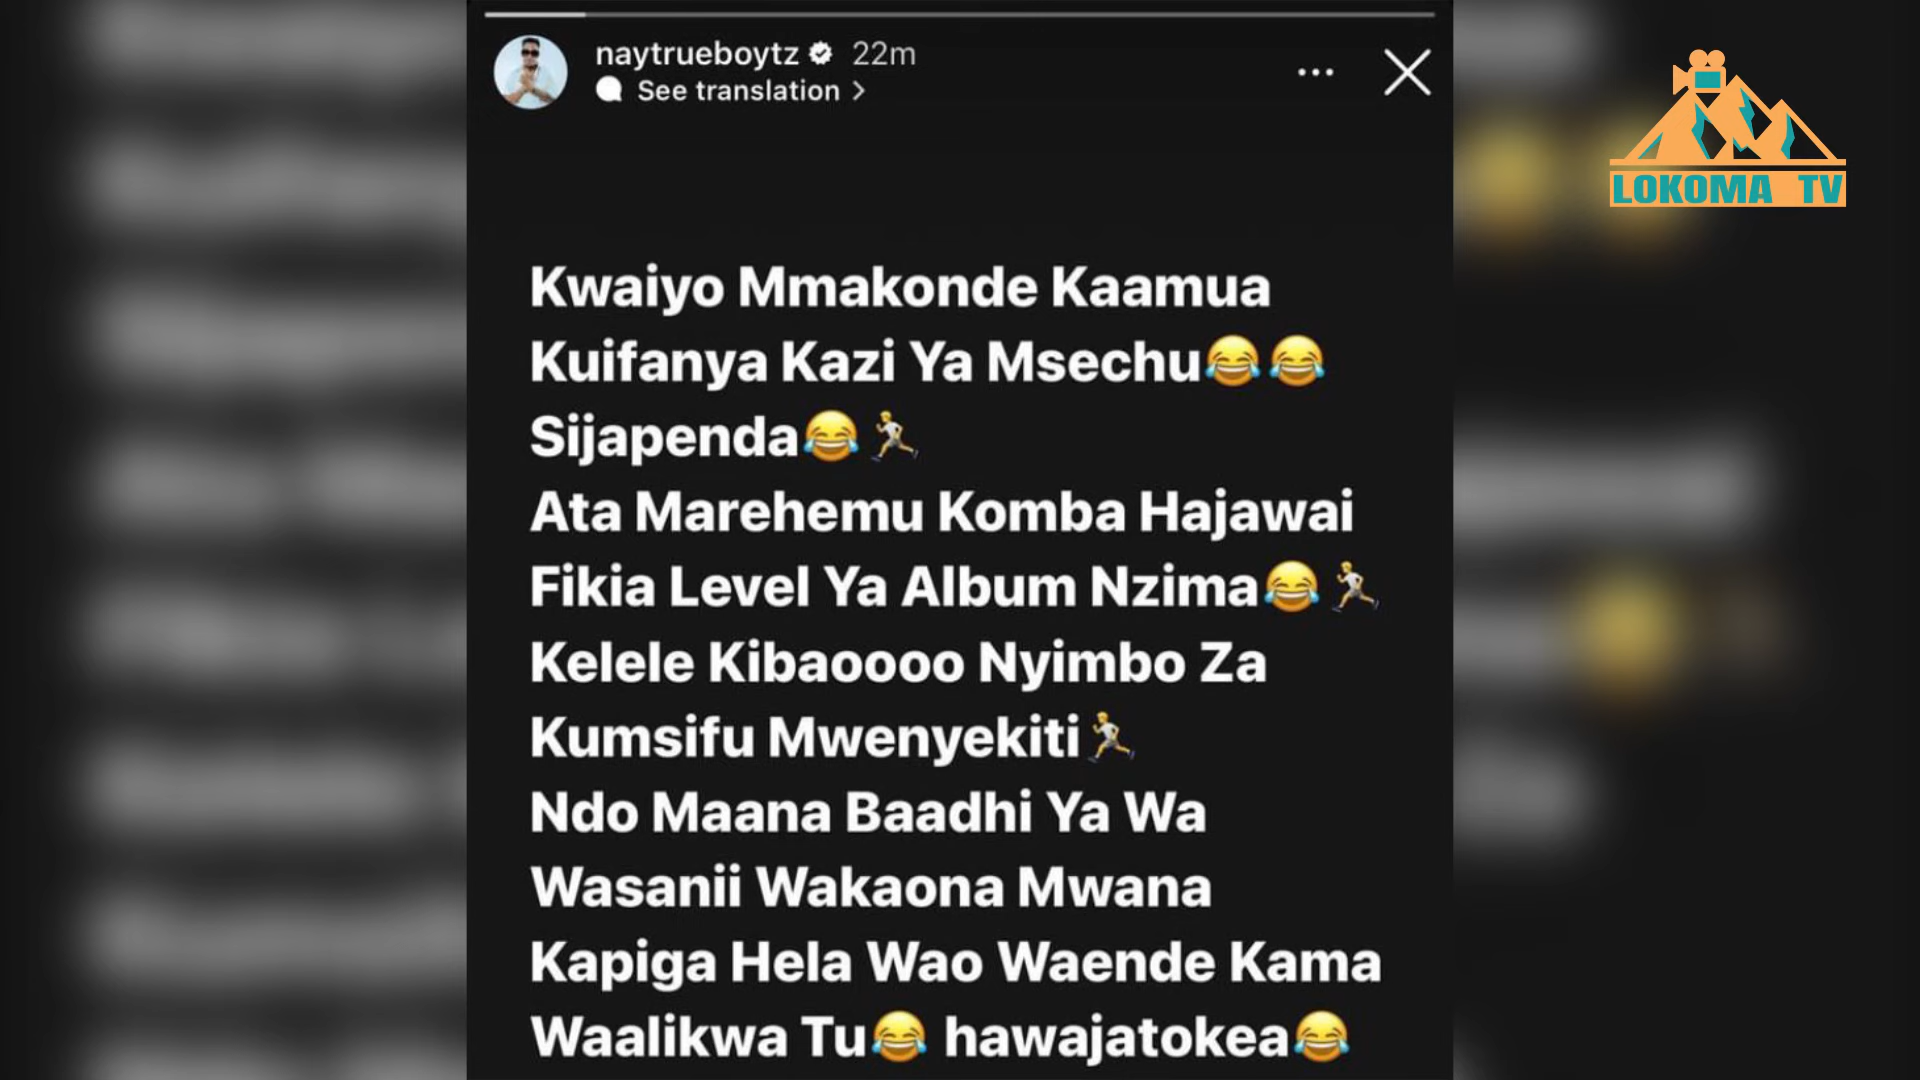 naytrueboytz 22m
See translation >
LOKOMA TV
Kwaiyo Mmakonde Kaamua
Kuifanya Kazi Ya Msechu😂😂
Sijapenda😂🏃
Ata Marehemu Komba Hajawai
Fikia Level Ya Album Nzima😂🏃
Kelele Kibaoooo Nyimbo Za
Kumsifu Mwenyekiti🏃
Ndo Maana Baadhi Ya Wa
Wasanii Wakaona Mwana
Kapiga Hela Wao Waende Kama
Waalikwa Tu😂 hawajatokea😂